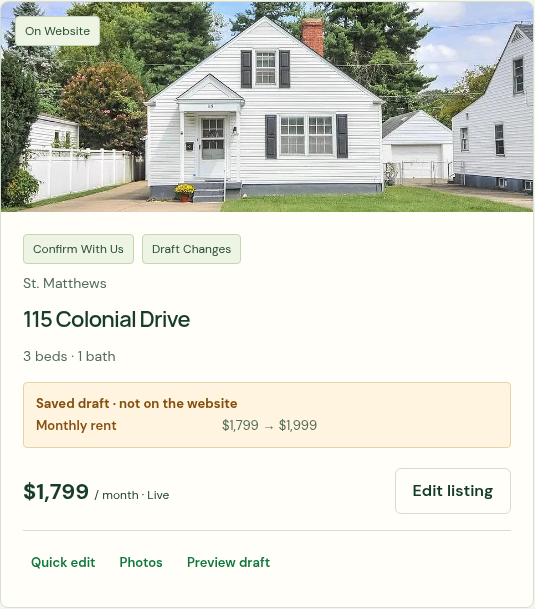 On Website
Confirm With Us
Draft Changes
St. Matthews
115 Colonial Drive
3 beds · 1 bath
Saved draft · not on the website
Monthly rent $1,799 → $1,999
$1,799 / month · Live
Edit listing
Quick edit Photos Preview draft